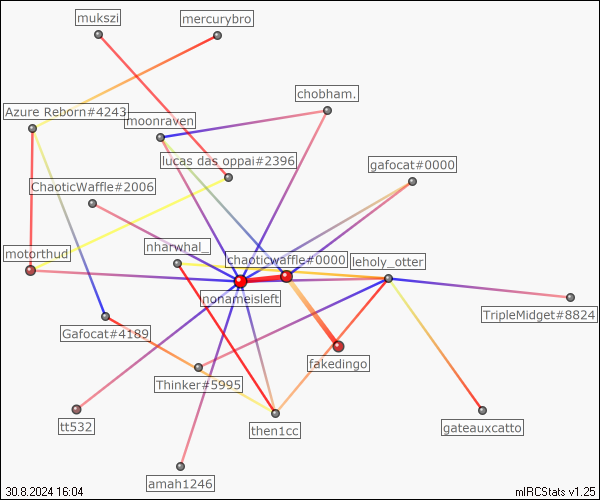 mukszi
mercurybro
chobham.
Azure Reborn#4243
moonraven
lucas das_oppai#2396
gafocat#0000
ChaoticWaffle#2006
nharwhal_
motorthud
chaoticwaffle#0000
leholy_otter
nonameisleft
TripleMidget#8824
Gafocat#4189
fakedingo
Thinker#5995
tt532
then1cc
gateauxcatto
amah1246
30.8.2024 16:04
mIRCStats v1.25